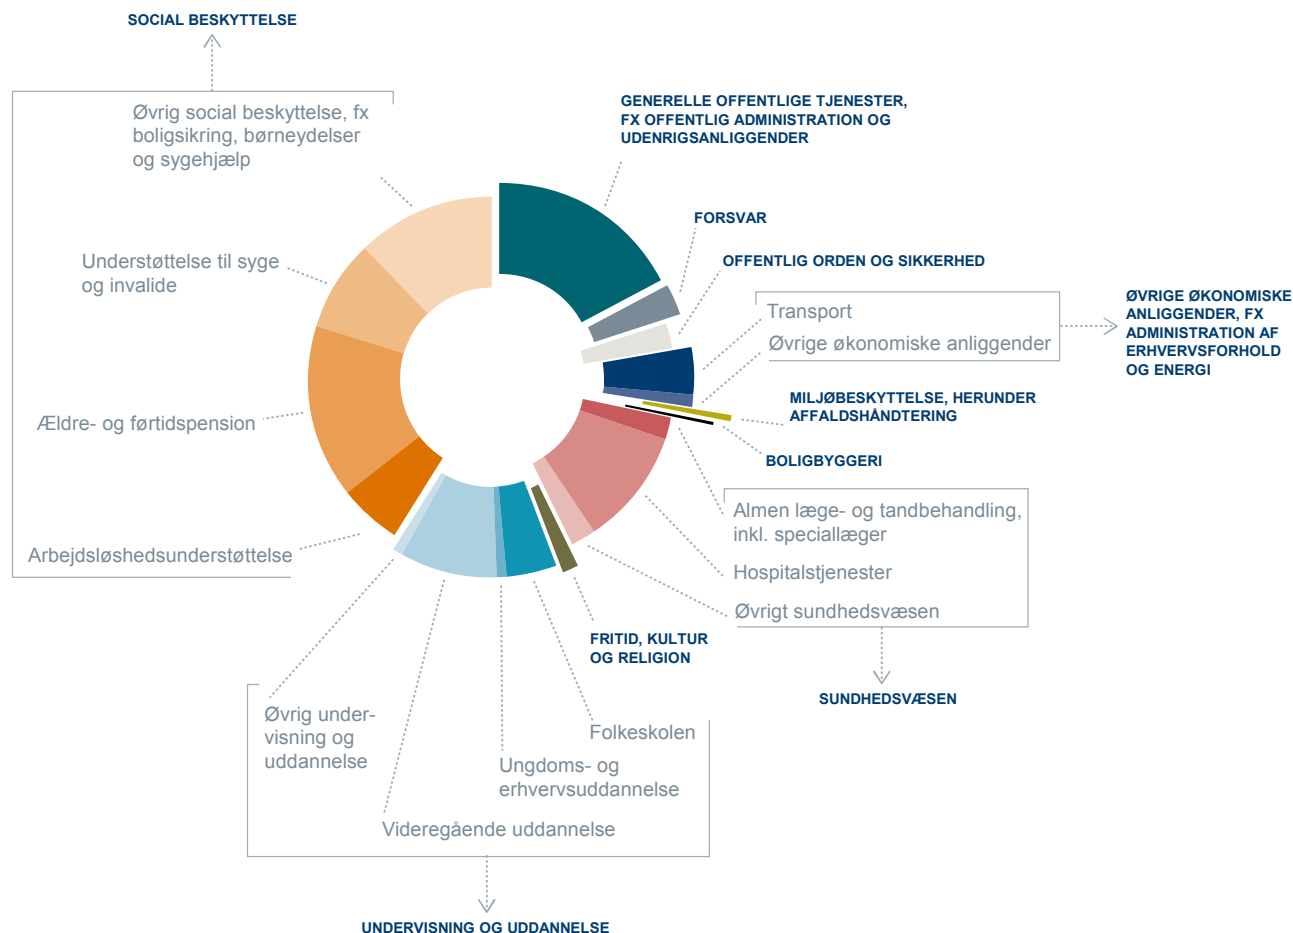 SOCIAL BESKYTTELSE
Øvrig social beskyttelse, fx
boligsikring, børneydelser
og sygehjælp
Understøttelse til syge
og invalide
Ældre- og førtidspension
Arbejdsløshedsunderstøttelse
GENERELLE OFFENTLIGE TJENESTER,
FX OFFENTLIG ADMINISTRATION OG
UDENRIGSANLIGGENDER
FORSVAR
OFFENTLIG ORDEN OG SIKKERHED
Transport
Øvrige økonomiske anliggender
ØVRIGE ØKONOMISKE
ANLIGGENDER, FX
ADMINISTRATION AF
ERHVERVSFORHOLD
OG ENERGI
MILJØBESKYTTELSE, HERUNDER
AFFALDSHÅNDTERING
BOLIGBYGGERI
Almen læge- og tandbehandling,
inkl. speciallæger
Hospitalstjenester
Øvrigt sundhedsvæsen
SUNDHEDSVÆSEN
FRITID, KULTUR
OG RELIGION
Folkeskolen
Ungdoms- og
erhvervsuddannelse
Videregående uddannelse
Øvrig under-
visning og
uddannelse
UNDERVISNING OG UDDANNELSE